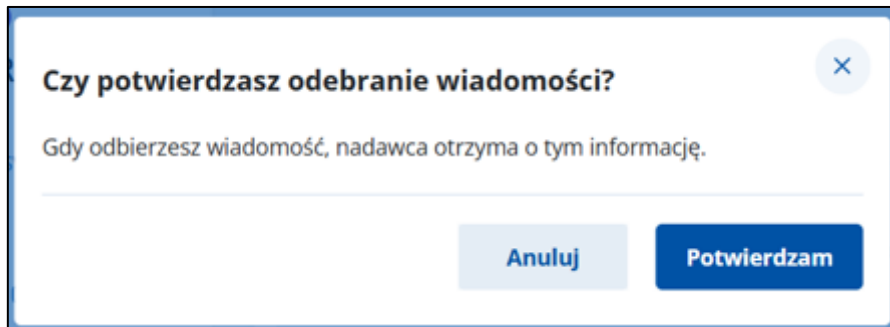 Czy potwierdzasz odebranie wiadomości?
Gdy odbierzesz wiadomość, nadawca otrzyma o tym informację.
Anuluj
Potwierdzam